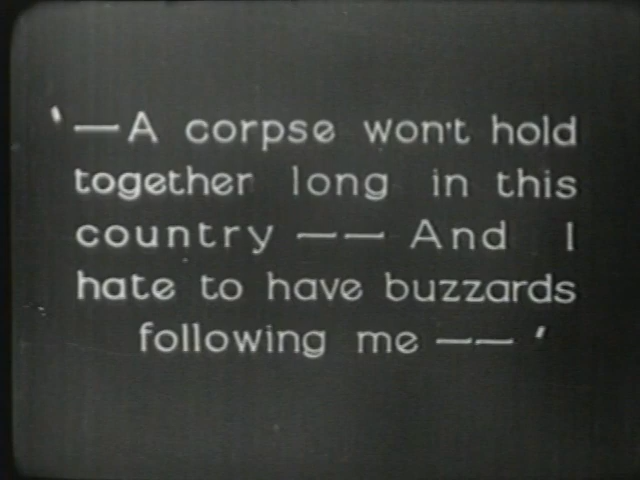 ‘—A corpse won't hold
together long in this
country —— And I
hate to have buzzards
following me —— ’